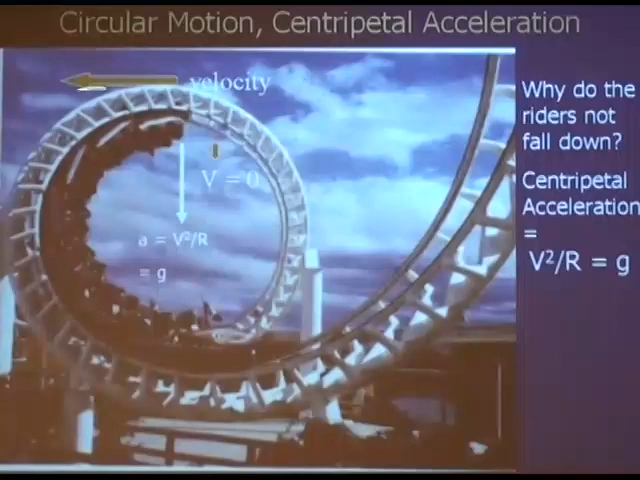 Circular Motion, Centripetal Acceleration
velocity
V = 0
a = V²/R
= g
Why do the
riders not
fall down?
Centripetal
Acceleration
=
V²/R = g